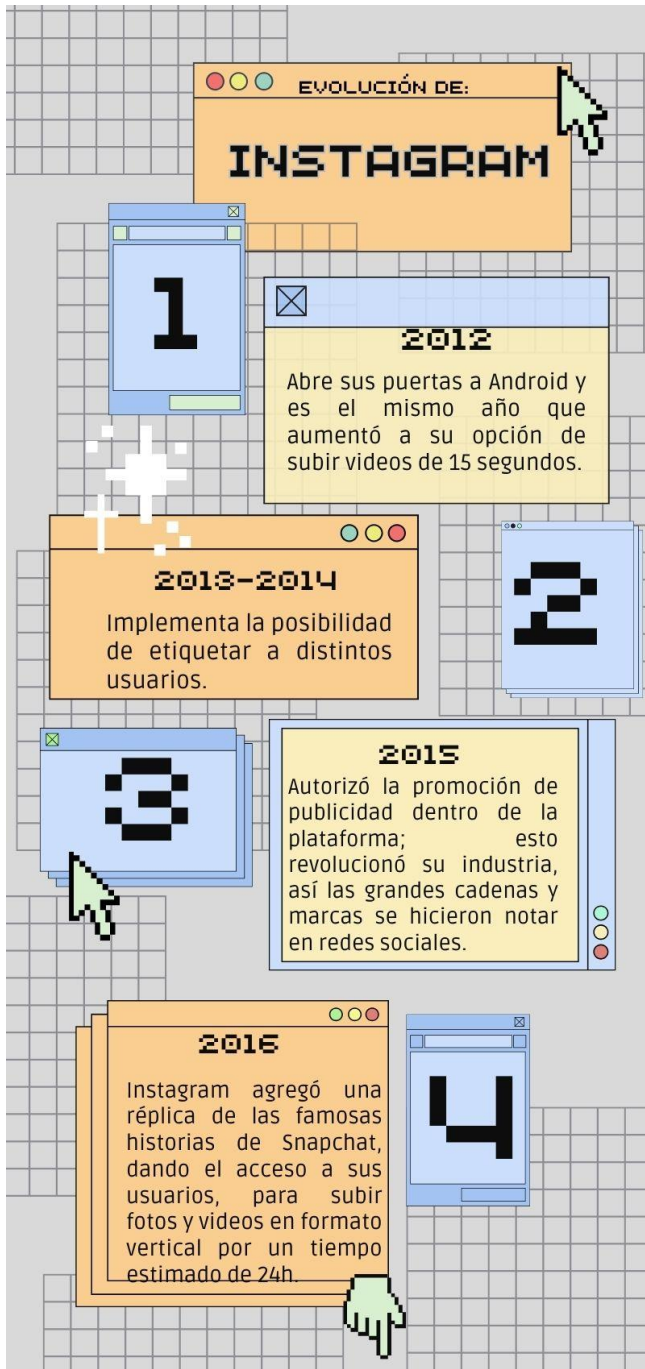 EVOLUCIÓN DE:
INSTAGRAM
1
2012
Abre sus puertas a Android y
es el mismo año que
aumentó a su opción de
subir videos de 15 segundos.
2013-2014
Implementa la posibilidad
de etiquetar a distintos
usuarios.
2
3
2015
Autorizó la promoción de
publicidad dentro de la
plataforma; esto
revolucionó su industria,
así las grandes cadenas y
marcas se hicieron notar
en redes sociales.
2016
Instagram agregó una
réplica de las famosas
historias de Snapchat,
dando el acceso a sus
usuarios, para subir
fotos y videos en formato
vertical por un tiempo
estimado de 24h.
4